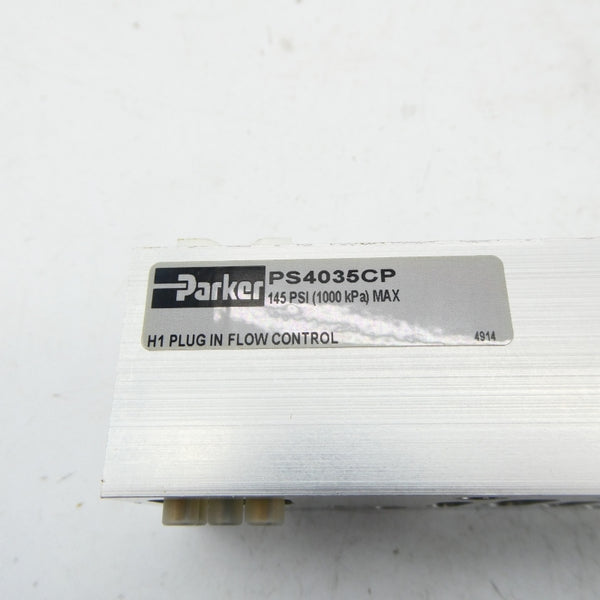 Parker PS4035CP
145 PSI (1000 kPa) MAX
H1 PLUG IN FLOW CONTROL 4914